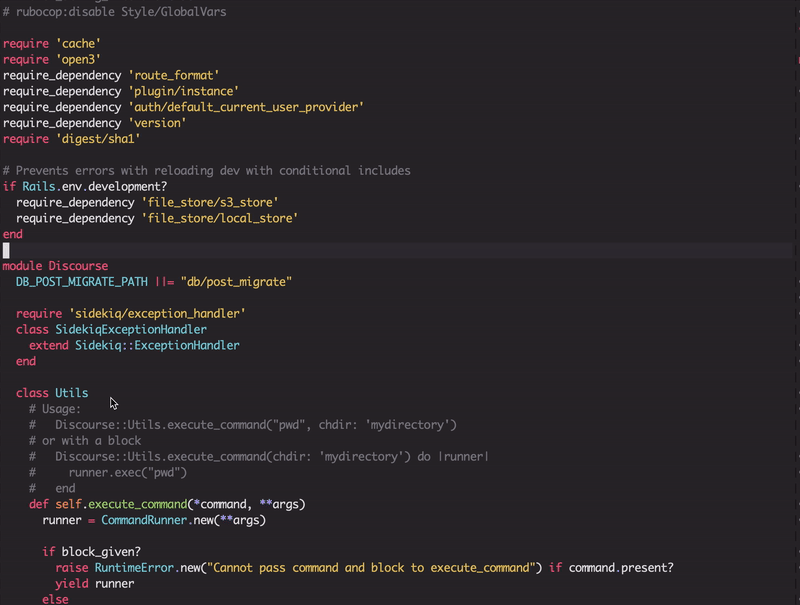 # rubocop:disable Style/GlobalVars
require 'cache'
require 'open3'
require_dependency 'route_format'
require_dependency 'plugin/instance'
require_dependency 'auth/default_current_user_provider'
require_dependency 'version'
require 'digest/sha1'
# Prevents errors with reloading dev with conditional includes
if Rails.env.development?
  require_dependency 'file_store/s3_store'
  require_dependency 'file_store/local_store'
end
module Discourse
  DB_POST_MIGRATE_PATH ||= "db/post_migrate"
  require 'sidekiq/exception_handler'
  class SidekiqExceptionHandler
    extend Sidekiq::ExceptionHandler
  end
  class Utils
    # Usage:
    #   Discourse::Utils.execute_command("pwd", chdir: 'mydirectory')
    # or with a block
    #   Discourse::Utils.execute_command(chdir: 'mydirectory') do |runner|
    #     runner.exec("pwd")
    #   end
    def self.execute_command(*command, **args)
      runner = CommandRunner.new(**args)
      if block_given?
        raise RuntimeError.new("Cannot pass command and block to execute_command") if command.present?
        yield runner
      else